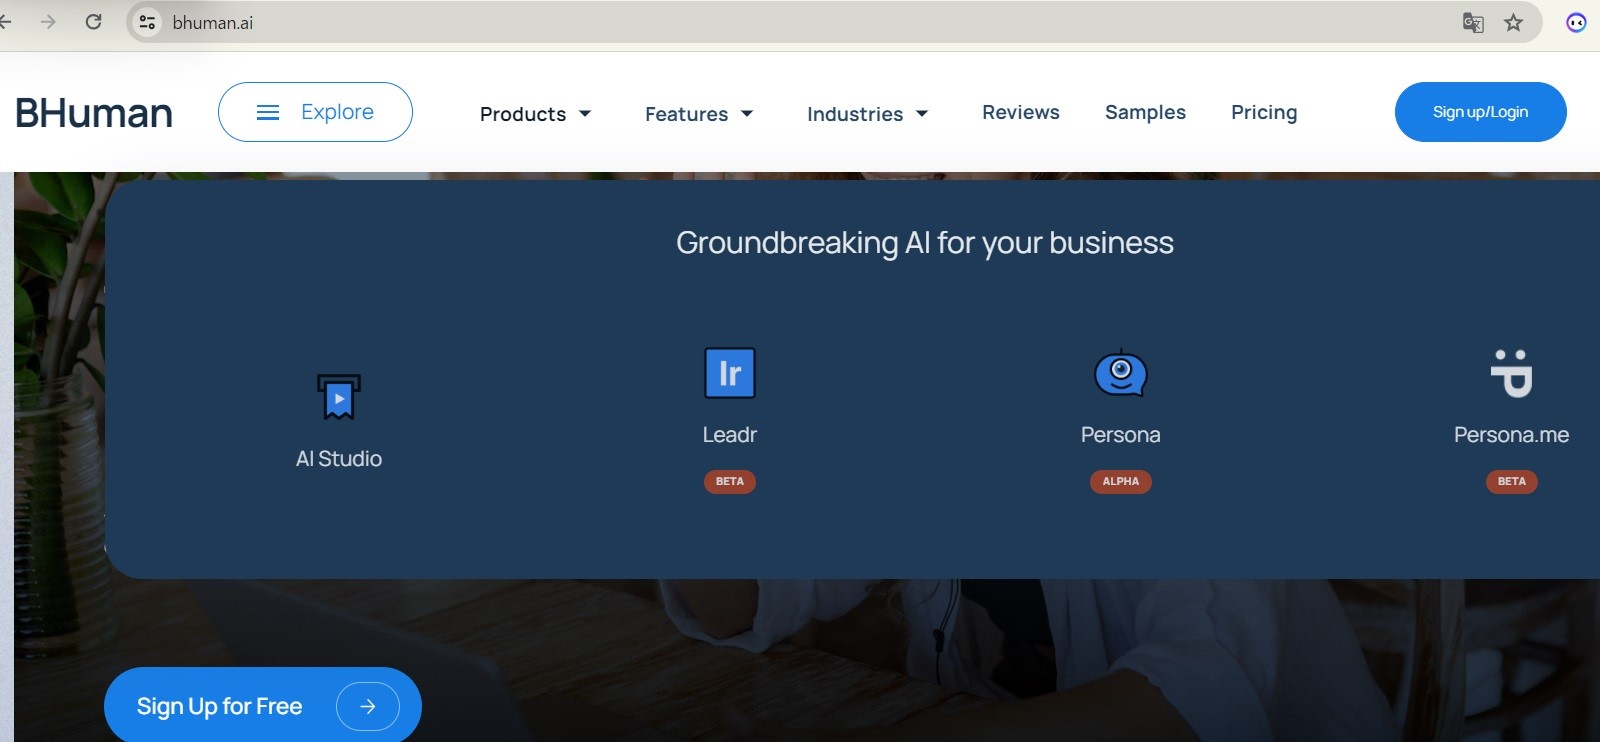 bhuman.ai
BHuman
Explore
Products
Features
Industries
Reviews
Samples
Pricing
Sign up/Login
Groundbreaking AI for your business
AI Studio
lr
Leadr
BETA
Persona
ALPHA
:P
Persona.me
BETA
Sign Up for Free